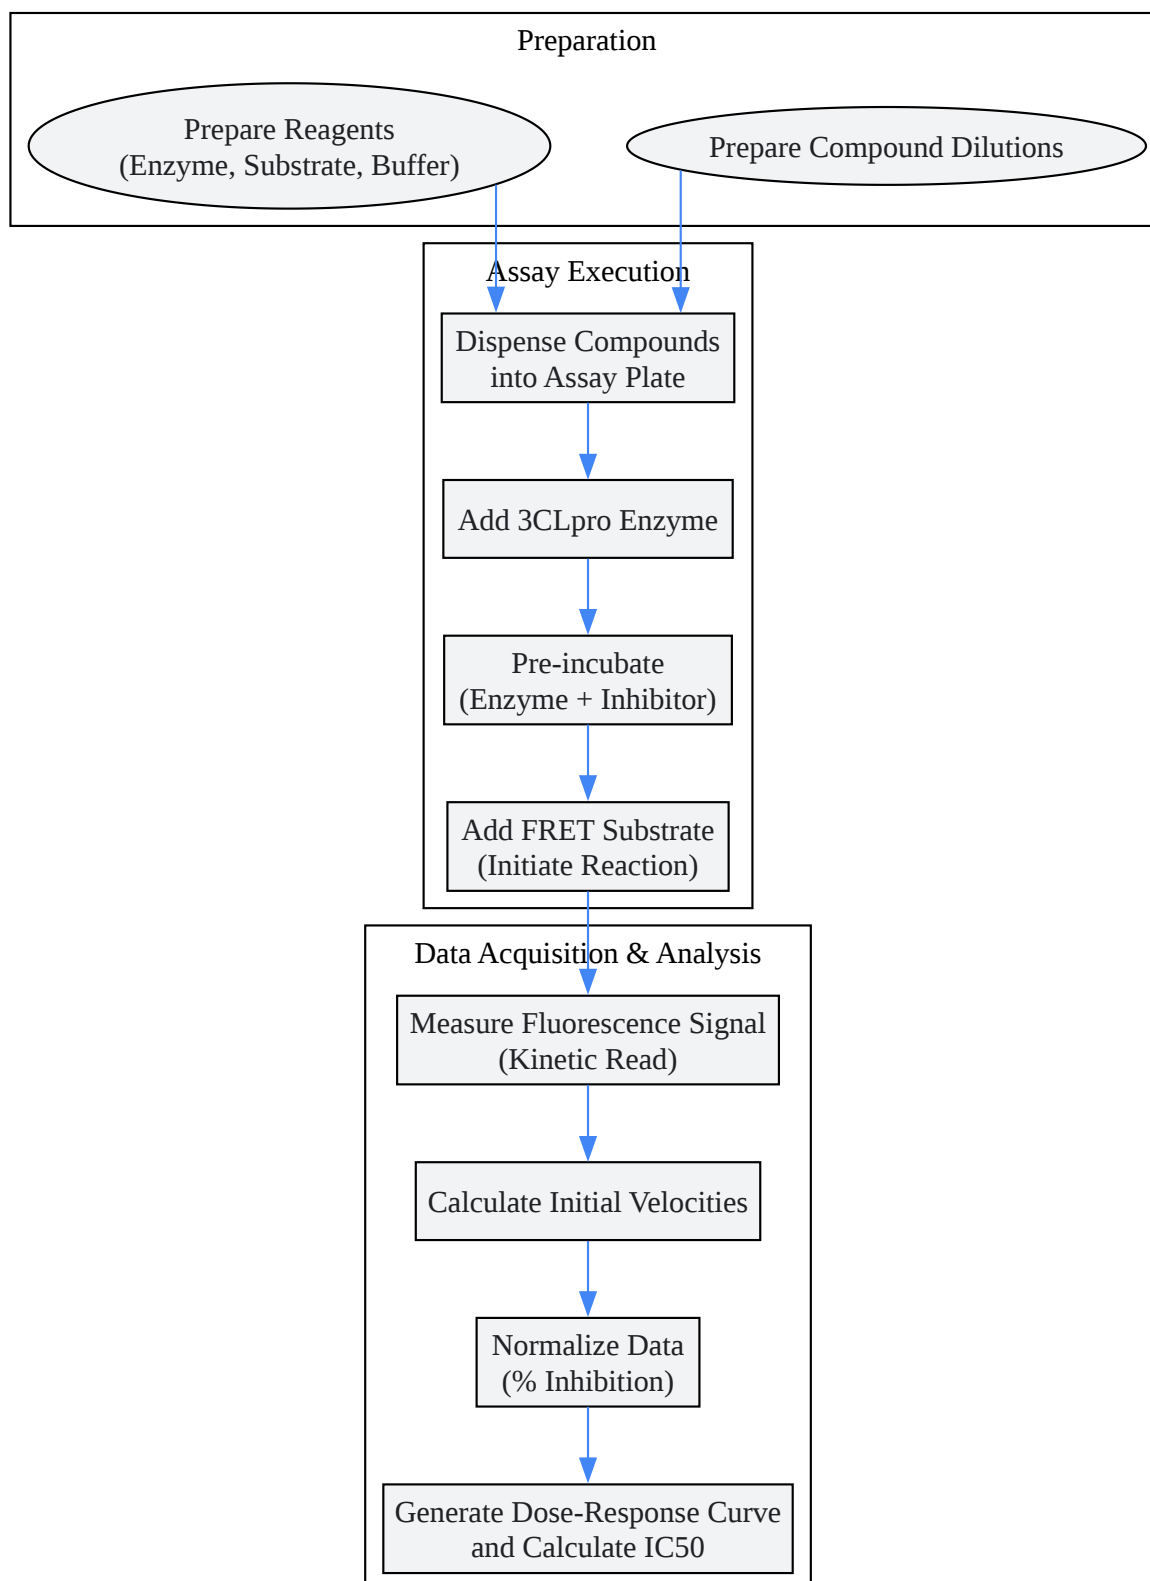 Preparation
Prepare Reagents
(Enzyme, Substrate, Buffer)
Prepare Compound Dilutions
Assay Execution
Dispense Compounds
into Assay Plate
Add 3CLpro Enzyme
Pre-incubate
(Enzyme + Inhibitor)
Add FRET Substrate
(Initiate Reaction)
Data Acquisition & Analysis
Measure Fluorescence Signal
(Kinetic Read)
Calculate Initial Velocities
Normalize Data
(% Inhibition)
Generate Dose-Response Curve
and Calculate IC50